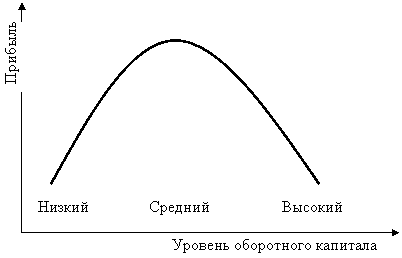 Прибыль
Низкий Средний Высокий
Уровень оборотного капитала